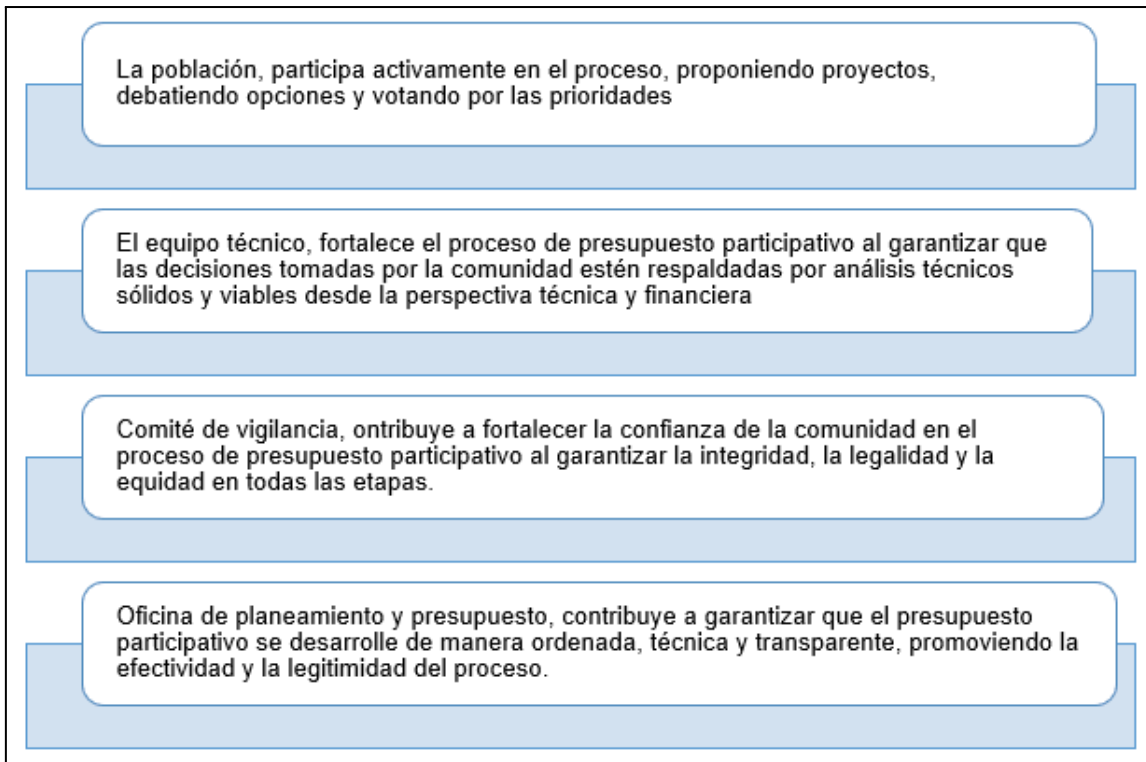 La población, participa activamente en el proceso, proponiendo proyectos,
debatiendo opciones y votando por las prioridades
El equipo técnico, fortalece el proceso de presupuesto participativo al garantizar que
las decisiones tomadas por la comunidad estén respaldadas por análisis técnicos
sólidos y viables desde la perspectiva técnica y financiera
Comité de vigilancia, ontribuye a fortalecer la confianza de la comunidad en el
proceso de presupuesto participativo al garantizar la integridad, la legalidad y la
equidad en todas las etapas.
Oficina de planeamiento y presupuesto, contribuye a garantizar que el presupuesto
participativo se desarrolle de manera ordenada, técnica y transparente, promoviendo la
efectividad y la legitimidad del proceso.